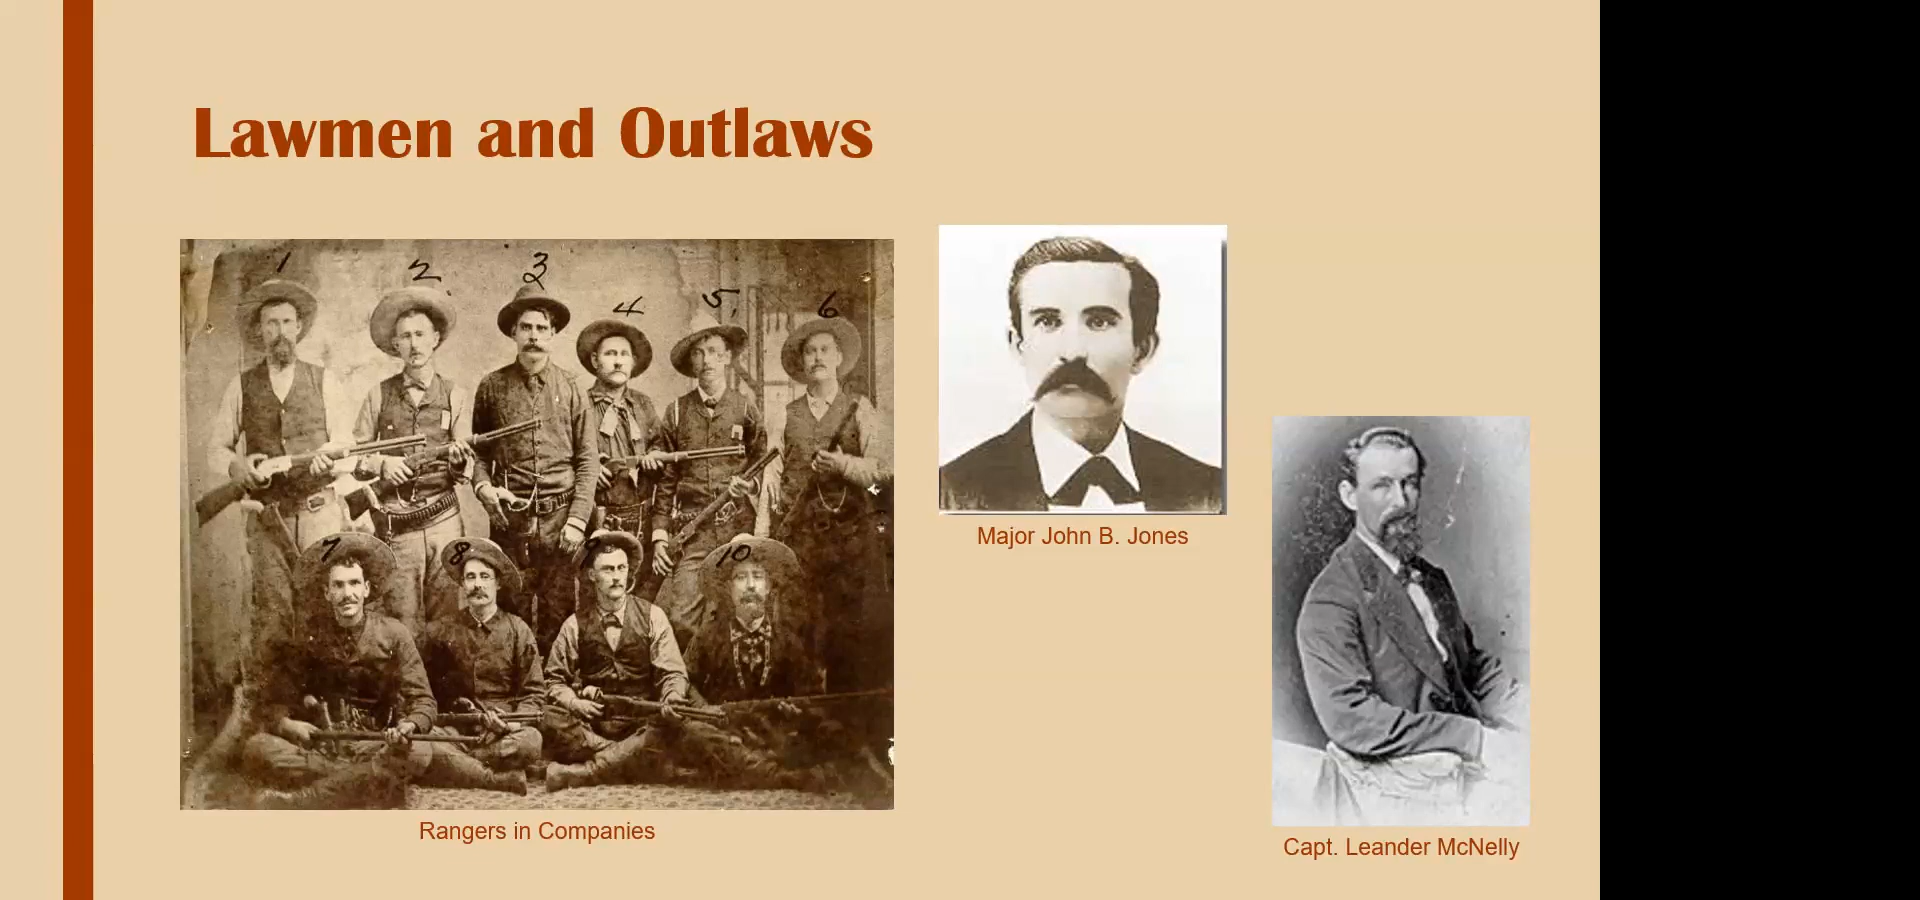 Lawmen and Outlaws
1
2
3
4
5
6
7
8
9
10
Rangers in Companies
Major John B. Jones
Capt. Leander McNelly